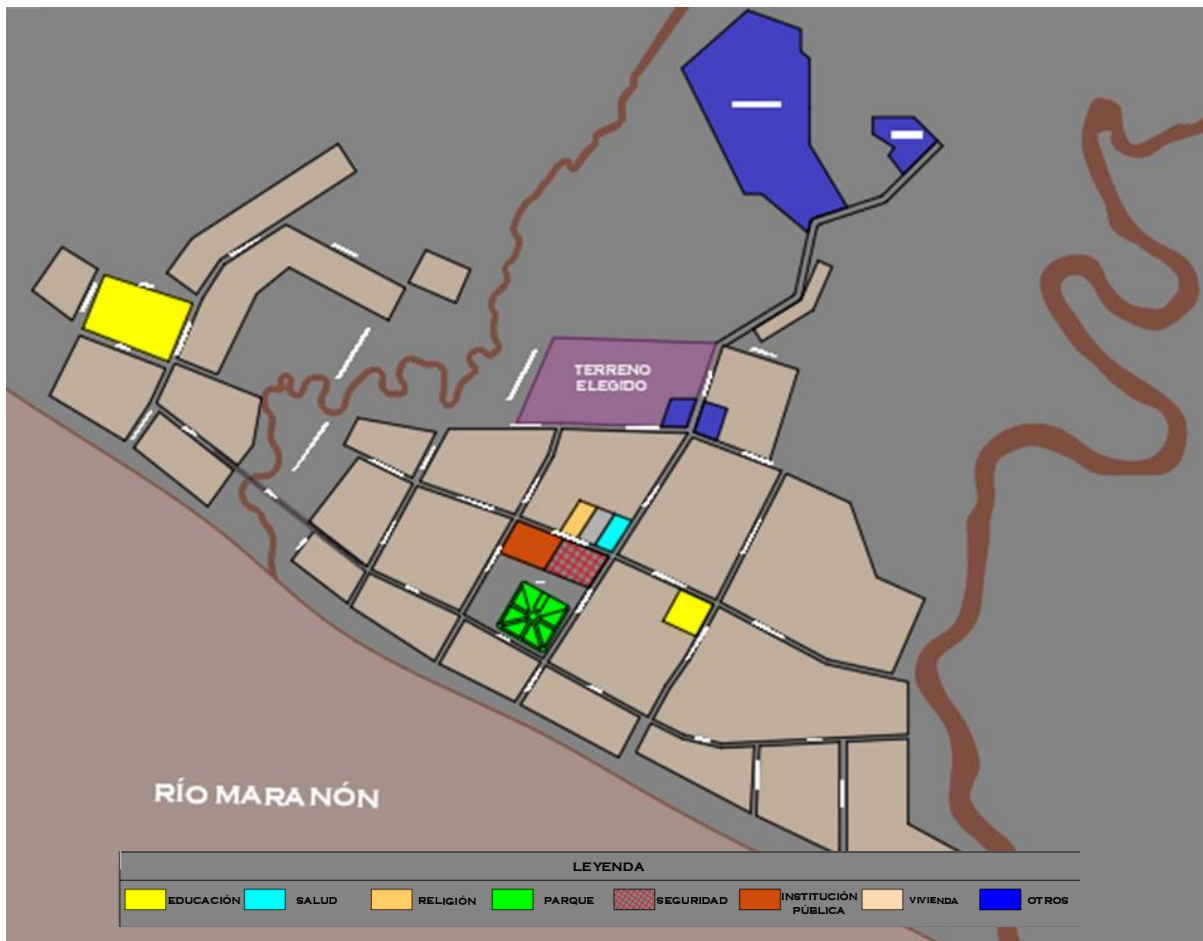 TERRENO
ELEGIDO
RÍO MARANÓN
LEYENDA
EDUCACIÓN
SALUD
RELIGIÓN
PARQUE
SEGURIDAD
INSTITUCIÓN
PÚBLICA
VIVIENDA
OTROS